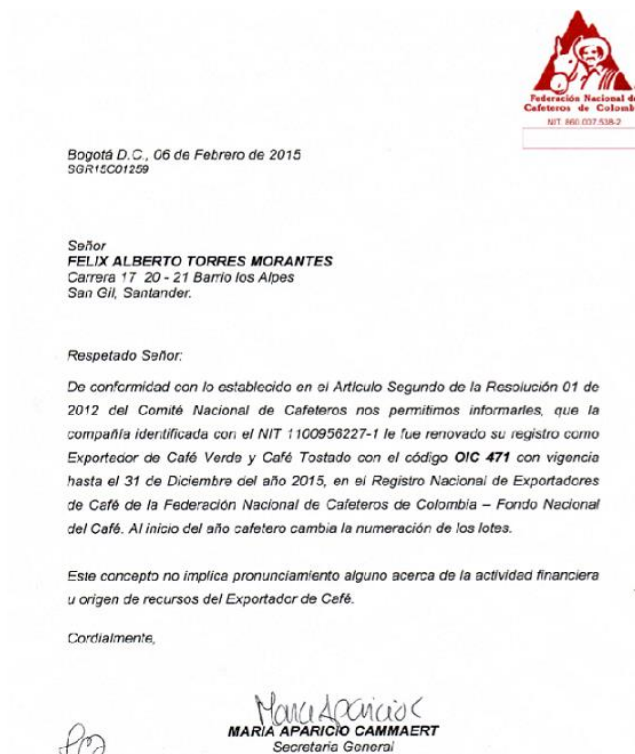 Federación Nacional de
Cafeteros de Colomb
NIT 860.007.538-2
Bogotá D.C., 06 de Febrero de 2015
SGR15C01259
Señor
FELIX ALBERTO TORRES MORANTES
Carrera 17 20 - 21 Barrio los Alpes
San Gil, Santander.
Respetado Señor:
De conformidad con lo establecido en el Artículo Segundo de la Resolución 01 de
2012 del Comité Nacional de Cafeteros nos permitimos informarles, que la
compañía identificada con el NIT 1100956227-1 le fue renovado su registro como
Exportador de Café Verde y Café Tostado con el código OIC 471 con vigencia
hasta el 31 de Diciembre del año 2015, en el Registro Nacional de Exportadores
de Café de la Federación Nacional de Cafeteros de Colombia – Fondo Nacional
del Café. Al inicio del año cafetero cambia la numeración de los lotes.
Este concepto no implica pronunciamiento alguno acerca de la actividad financiera
u origen de recursos del Exportador de Café.
Cordialmente,
Maria Aparicio C
MARIA APARICIO CAMMAERT
Secretaria General